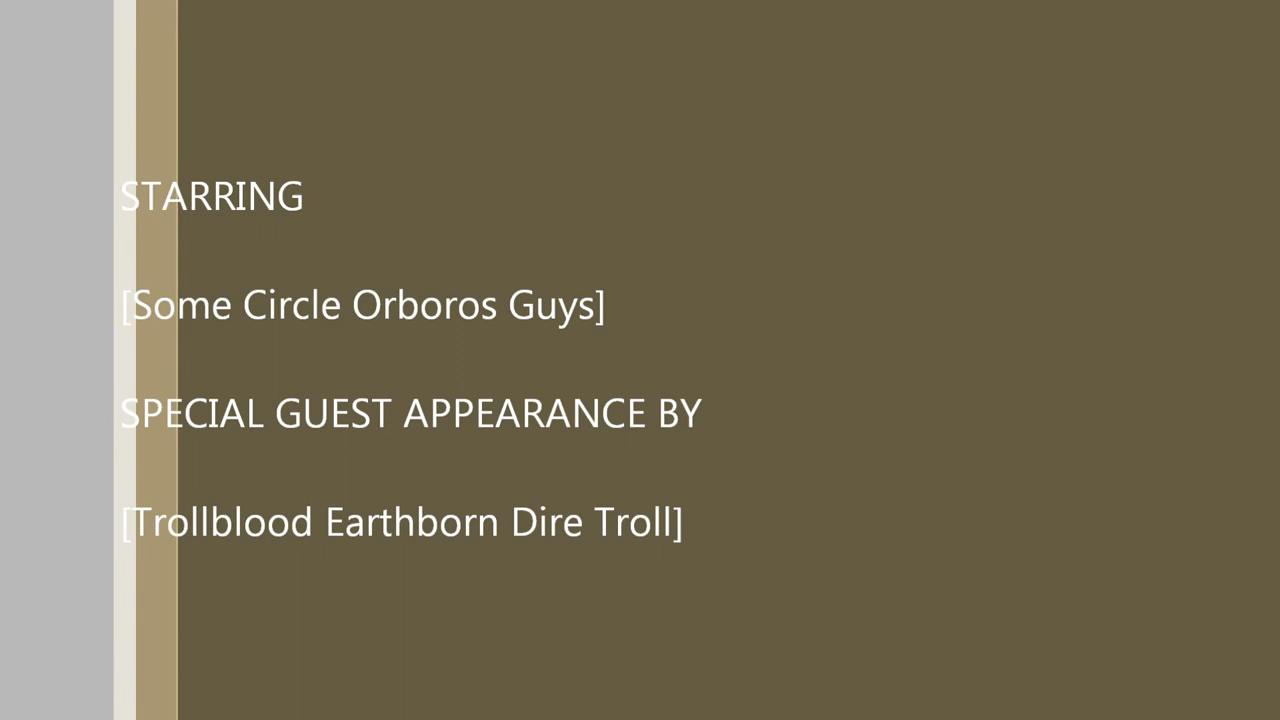 STARRING
[Some Circle Orboros Guys]
SPECIAL GUEST APPEARANCE BY
[Trollblood Earthborn Dire Troll]